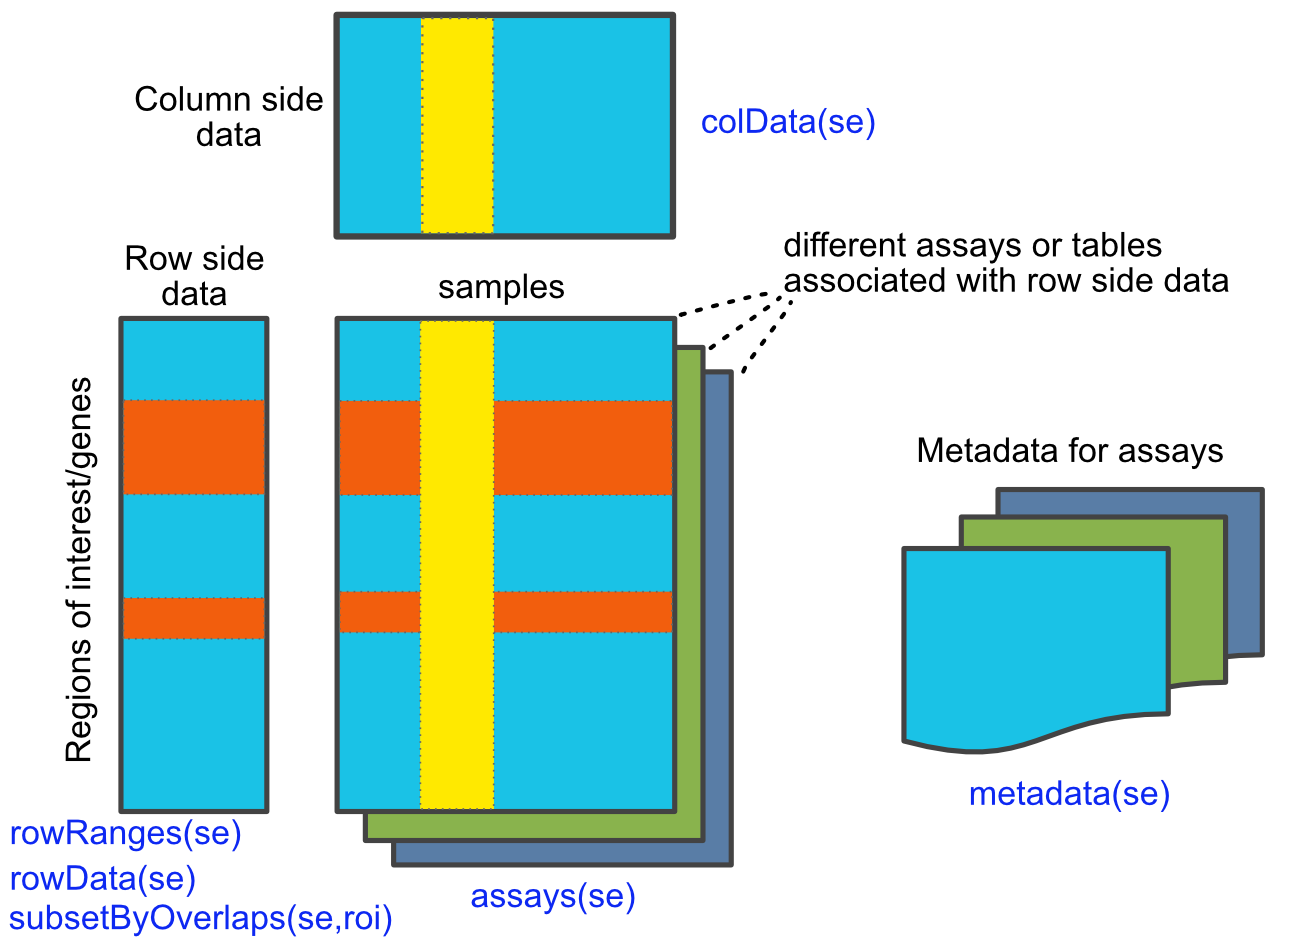 Column side
data
colData(se)
different assays or tables
associated with row side data
Row side
data
samples
Regions of interest/genes
Metadata for assays
metadata(se)
rowRanges(se)
rowData(se)
subsetByOverlaps(se,roi)
assays(se)